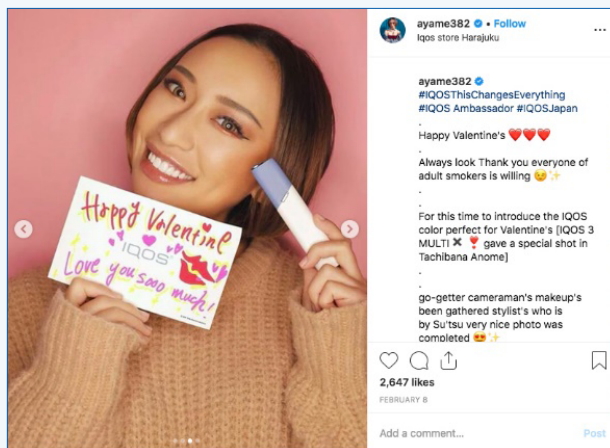 Happy Valentine
IQOS
Love you sooo much!
ayame382 • Follow
Iqos store Harajuku
ayame382
#IQOSThisChangesEverything
#IQOS Ambassador #IQOSJapan
.
Happy Valentine's ❤️❤️❤️
.
Always look Thank you everyone of
adult smokers is willing 😉✨
.
.
For this time to introduce the IQOS
color perfect for Valentine's [IQOS 3
MULTI ✖ ❣️ gave a special shot in
Tachibana Anome]
.
.
go-getter cameraman's makeup's
been gathered stylist's who is
by Su'tsu very nice photo was
completed 😍✨
2,647 likes
FEBRUARY 8
Add a comment...
Post